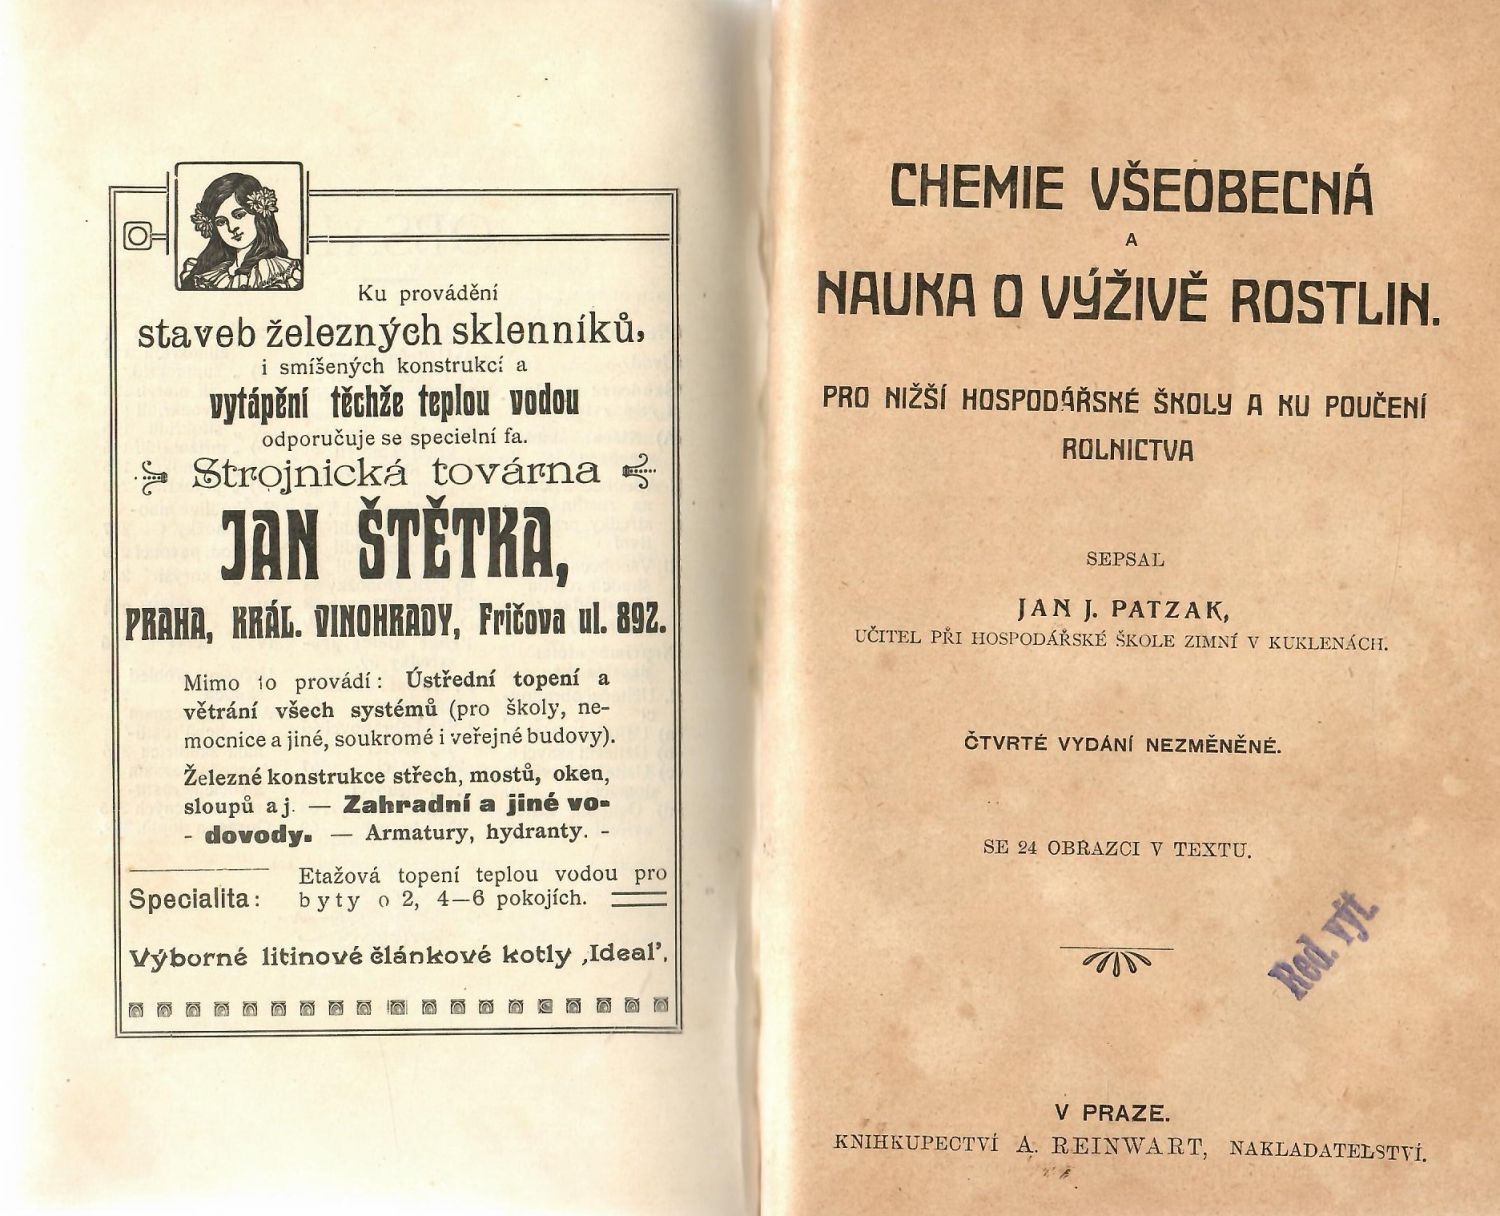 Ku provádění
staveb železných sklenníků,
i smíšených konstrukcí a
vytápění těchže teplou vodou
odporučuje se specielní fa.
Strojnická továrna
JAN ŠTĚTKA,
PRAHA, KRÁL. VINOHRADY, Fričova ul. 892.
Mimo to provádí: Ústřední topení a
větrání všech systémů (pro školy, ne-
mocnice a jiné, soukromé i veřejné budovy).
Železné konstrukce střech, mostů, oken,
sloupů a j. — Zahradní a jiné vo-
- dovody. — Armatury, hydranty. -
Specialita: Etažová topení teplou vodou pro
byty o 2, 4—6 pokojích.
Výborné litinové článkové kotly ‚Ideal’.
CHEMIE VŠEOBECNÁ
A
NAUKA O VÝŽIVĚ ROSTLIN.
PRO NIŽŠÍ HOSPODÁŘSKÉ ŠKOLY A KU POUČENÍ
ROLNICTVA
SEPSAL
JAN J. PATZAK,
UČITEL PŘI HOSPODÁŘSKÉ ŠKOLE ZIMNÍ V KUKLENÁCH.
ČTVRTÉ VYDÁNÍ NEZMĚNĚNÉ.
SE 24 OBRAZCI V TEXTU.
Red. výt.
V PRAZE.
KNIHKUPECTVÍ A. REINWART, NAKLADATELSTVÍ.